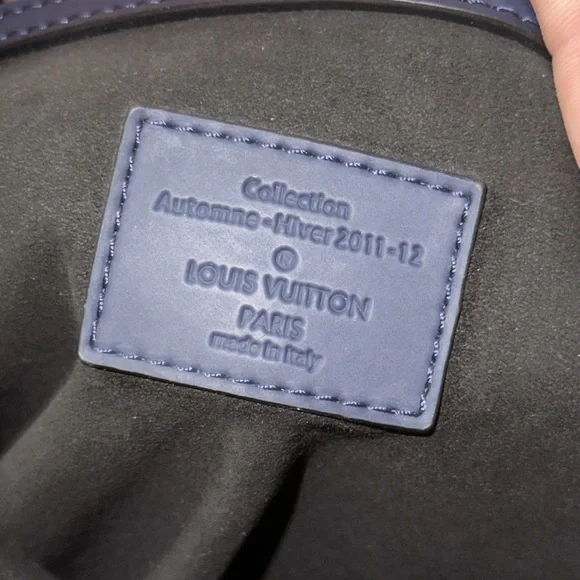 Collection
Automne-Hiver 2011-12
®
LOUIS VUITTON
PARIS
made in Italy